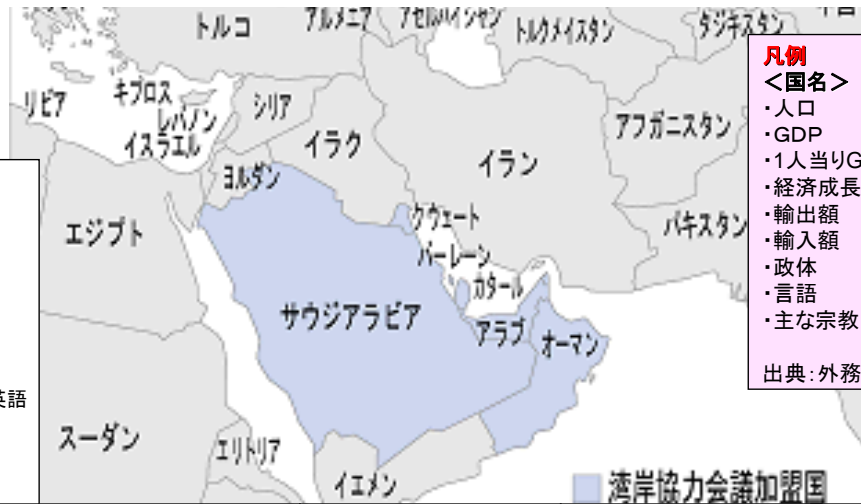 トルコ
アルメニア
アゼルバイジャン
トルクメイスタン
タジキスタン
リビア
キプロス
レバノン
イスラエル
シリア
イラク
ヨルダン
イラン
アフガニスタン
パキスタン
エジプト
クウェート
バーレーン
カタール
サウジアラビア
アラブ
オーマン
スーダン
エリトリア
イエメン
英語
凡例
<国名>
・人口
・GDP
・1人当りG
・経済成長
・輸出額
・輸入額
・政体
・言語
・主な宗教
出典:外務
湾岸協力会議加盟国